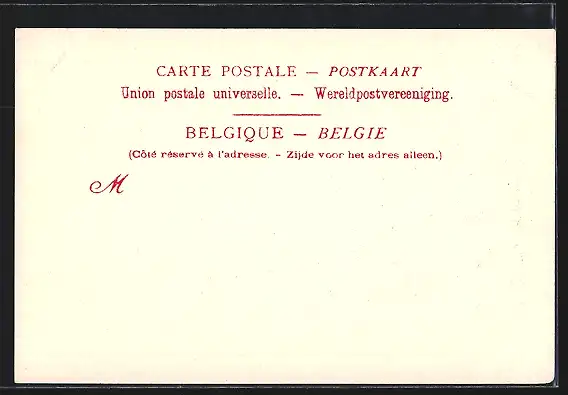 CARTE POSTALE — POSTKAART
Union postale universelle. — Wereldpostvereeniging.
BELGIQUE — BELGIE
(Côté réservé à l'adresse. - Zijde voor het adres alleen.)
M